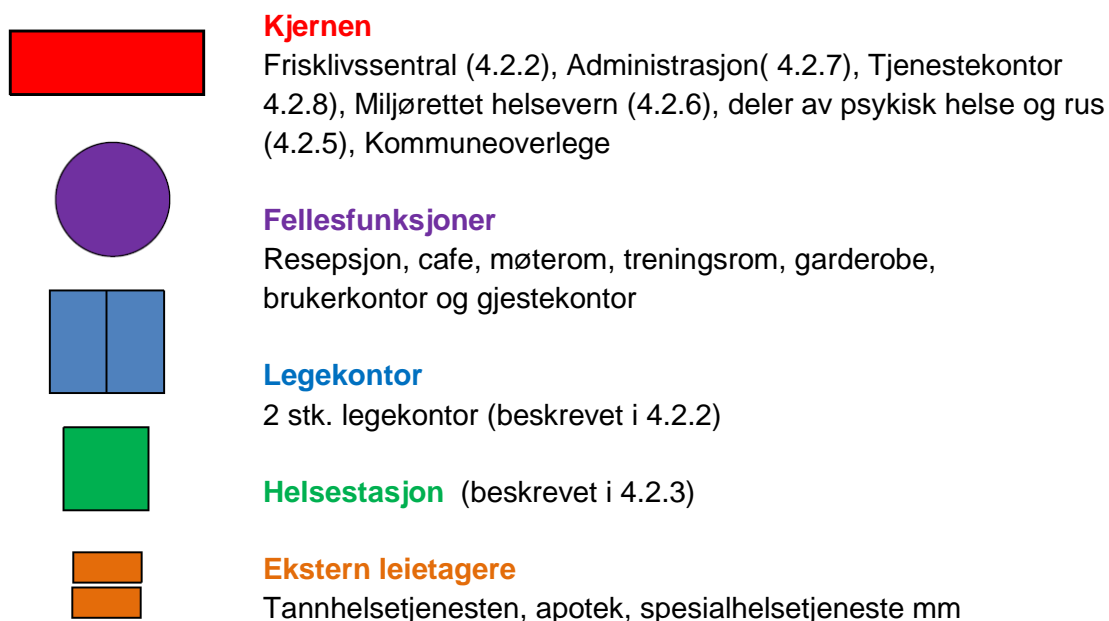 Kjernen
Frisklivssentral (4.2.2), Administrasjon( 4.2.7), Tjenestekontor
4.2.8), Miljørettet helsevern (4.2.6), deler av psykisk helse og rus
(4.2.5), Kommuneoverlege
Fellesfunksjoner
Resepsjon, cafe, møterom, treningsrom, garderobe,
brukerkontor og gjestekontor
Legekontor
2 stk. legekontor (beskrevet i 4.2.2)
Helsestasjon  (beskrevet i 4.2.3)
Ekstern leietagere
Tannhelsetjenesten, apotek, spesialhelsetjeneste mm